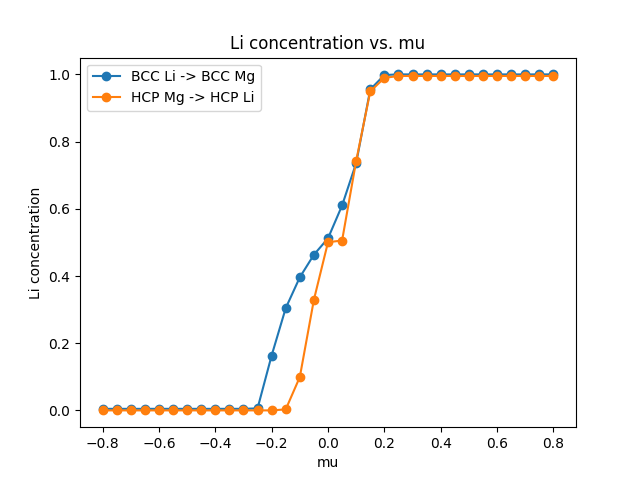 Li concentration vs. mu
BCC Li -> BCC Mg
HCP Mg -> HCP Li
Li concentration
1.0
0.8
0.6
0.4
0.2
0.0
−0.8 −0.6 −0.4 −0.2 0.0 0.2 0.4 0.6 0.8
mu